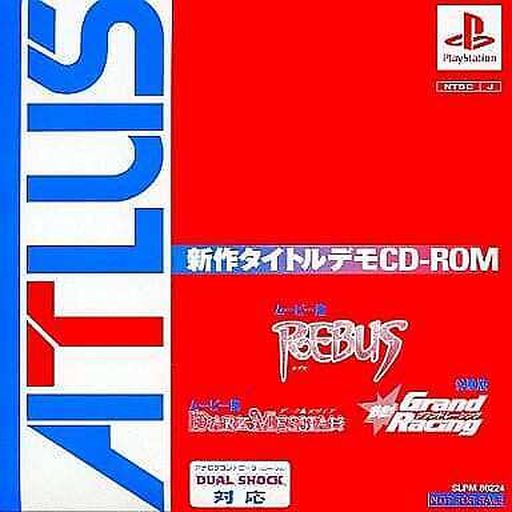 ATLUS
PlayStation
NTSC J
新作タイトルデモCD-ROM
ムービー版
REBUS
ムービー版
DARK MESSIAH
体験版
Grand
Racing
DUAL SHOCK
対応
SLPM 80224
NOT FOR SALE